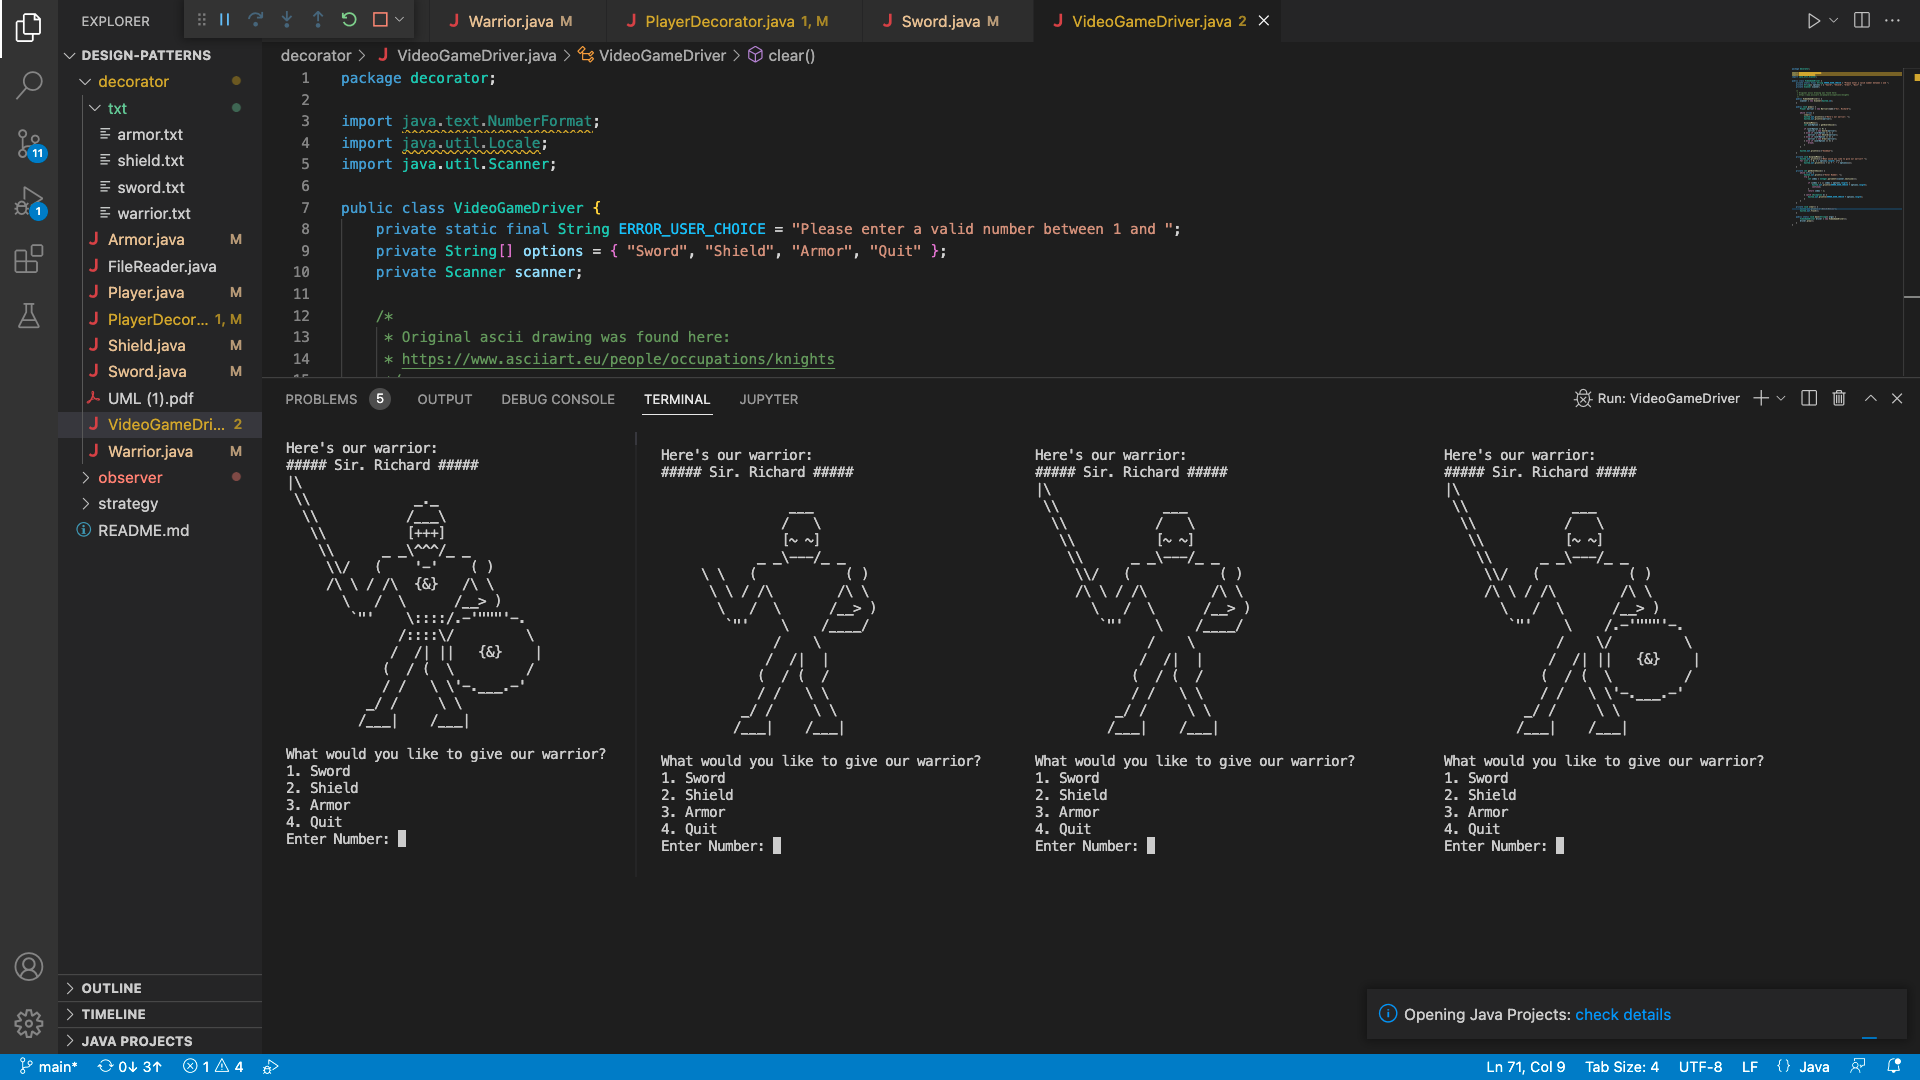 EXPLORER
Warrior.java M
PlayerDecorator.java 1, M
Sword.java M
VideoGameDriver.java 2
DESIGN-PATTERNS
decorator
txt
armor.txt
shield.txt
sword.txt
warrior.txt
Armor.java M
FileReader.java
Player.java M
PlayerDecor... 1, M
Shield.java M
Sword.java M
UML (1).pdf
VideoGameDri... 2
Warrior.java M
observer
strategy
README.md
11
1
OUTLINE
TIMELINE
JAVA PROJECTS
decorator > VideoGameDriver.java > VideoGameDriver > clear()
1 package decorator;
2
3 import java.text.NumberFormat;
4 import java.util.Locale;
5 import java.util.Scanner;
6
7 public class VideoGameDriver {
8 private static final String ERROR_USER_CHOICE = "Please enter a valid number between 1 and ";
9 private String[] options = { "Sword", "Shield", "Armor", "Quit" };
10 private Scanner scanner;
11
12 /*
13 * Original ascii drawing was found here:
14 * https://www.asciiart.eu/people/occupations/knights
PROBLEMS 5 OUTPUT DEBUG CONSOLE TERMINAL JUPYTER
Run: VideoGameDriver
Here's our warrior:
##### Sir. Richard #####
What would you like to give our warrior?
1. Sword
2. Shield
3. Armor
4. Quit
Enter Number:
Here's our warrior:
##### Sir. Richard #####
What would you like to give our warrior?
1. Sword
2. Shield
3. Armor
4. Quit
Enter Number:
Here's our warrior:
##### Sir. Richard #####
What would you like to give our warrior?
1. Sword
2. Shield
3. Armor
4. Quit
Enter Number:
Here's our warrior:
##### Sir. Richard #####
What would you like to give our warrior?
1. Sword
2. Shield
3. Armor
4. Quit
Enter Number:
Opening Java Projects: check details
main* 0↓ 3↑ 1 4
Ln 71, Col 9 Tab Size: 4 UTF-8 LF {} Java